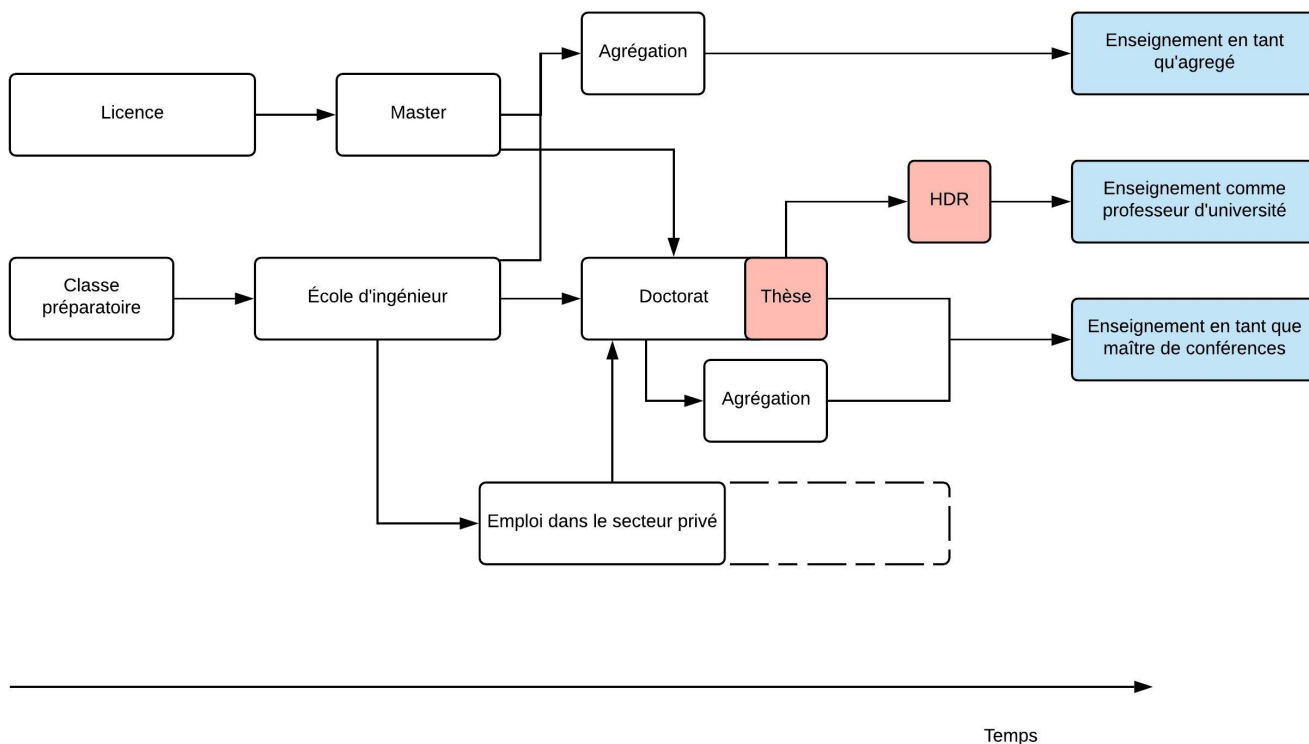 Agrégation
Enseignement en tant
qu'agregé
Licence
Master
HDR
Enseignement comme
professeur d'université
Classe
préparatoire
École d'ingénieur
Doctorat
Thèse
Enseignement en tant que
maître de conférences
Agrégation
Emploi dans le secteur privé
Temps